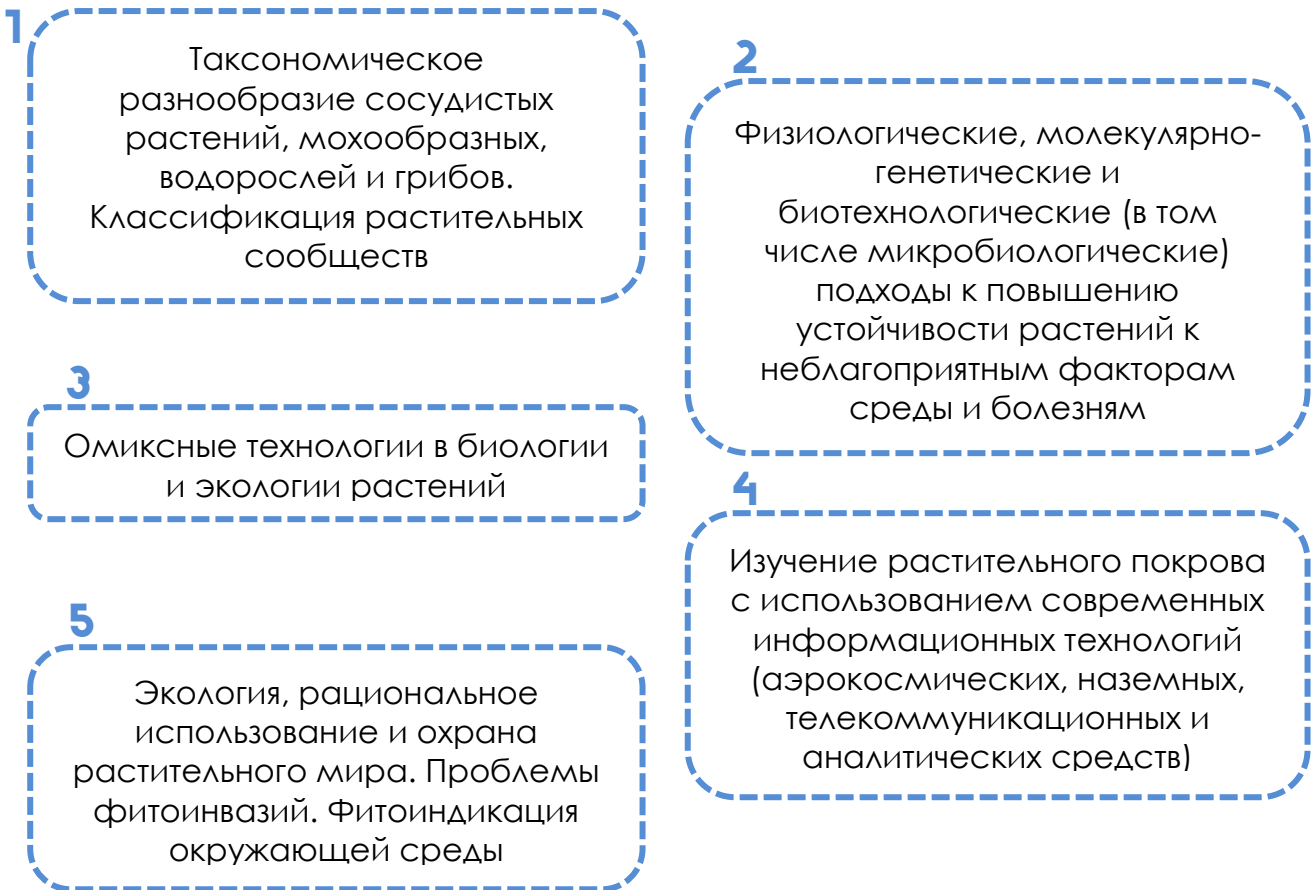 1
Таксономическое
разнообразие сосудистых
растений, мохообразных,
водорослей и грибов.
Классификация растительных
сообществ
2
Физиологические, молекулярно-
генетические и
биотехнологические (в том
числе микробиологические)
подходы к повышению
устойчивости растений к
неблагоприятным факторам
среды и болезням
3
Омиксные технологии в биологии
и экологии растений
4
Изучение растительного покрова
с использованием современных
информационных технологий
(аэрокосмических, наземных,
телекоммуникационных и
аналитических средств)
5
Экология, рациональное
использование и охрана
растительного мира. Проблемы
фитоинвазий. Фитоиндикация
окружающей среды